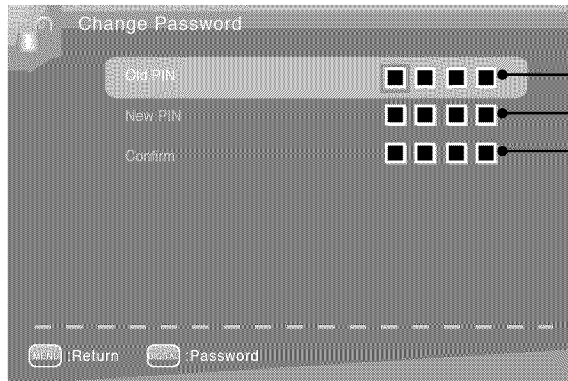 Change Password
Old PIN
New PIN
Confirm
MENU :Return DIGITAL :Password